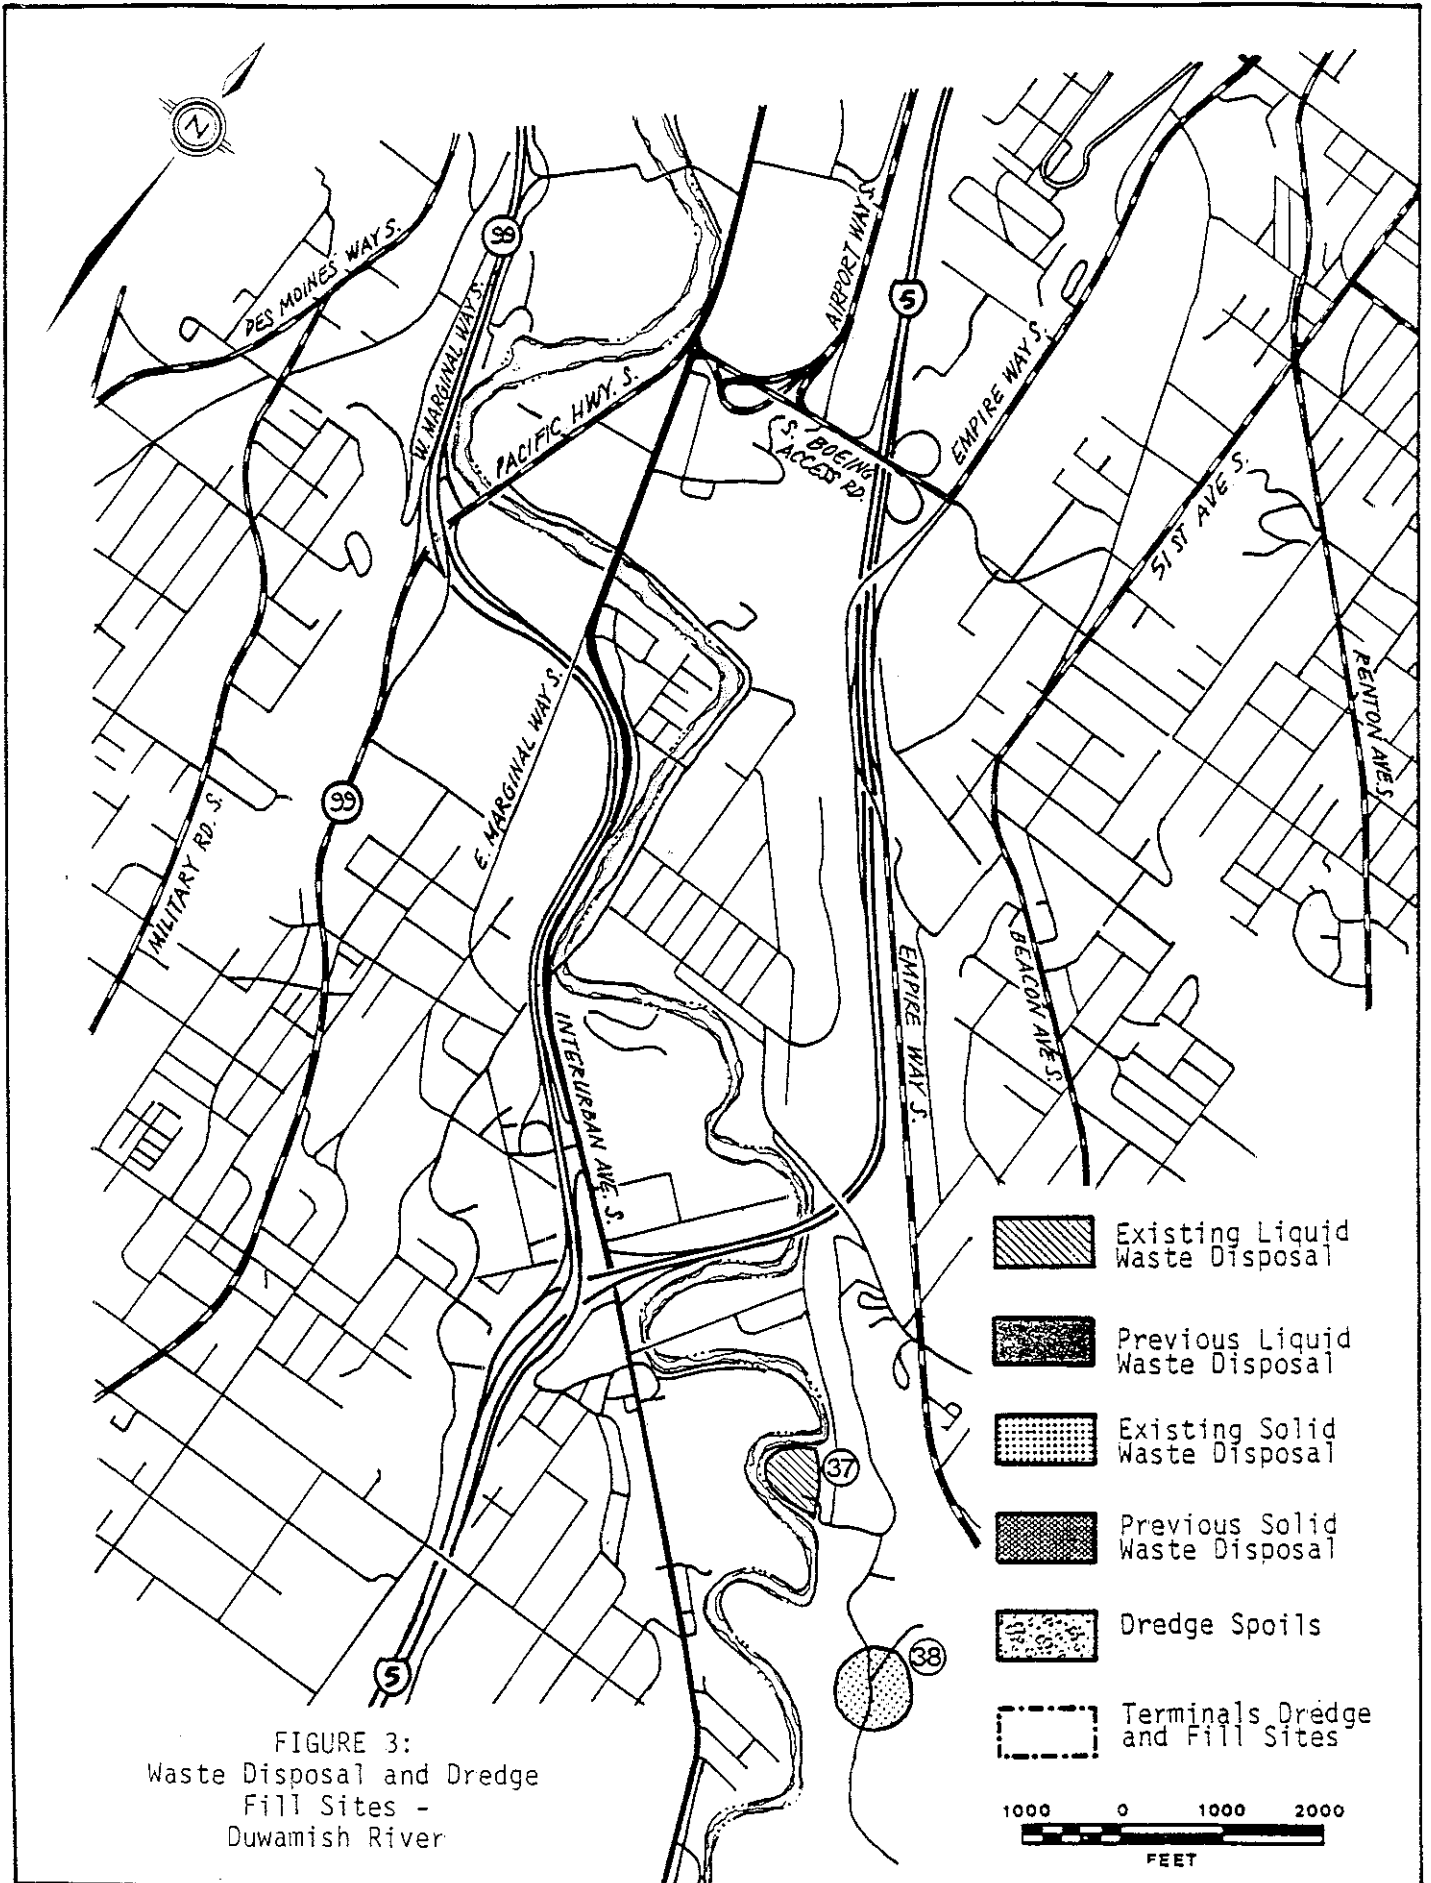 N
DES MOINES WAY S.
99
W. MARGINAL WAY S.
PACIFIC HWY. S.
AIRPORT WAY S.
5
S. BOEING
ACCESS RD.
EMPIRE WAY S.
51ST AVE S.
RENTON AVE S.
E. MARGINAL WAY S.
99
MILITARY RD. S.
INTERURBAN AVE. S.
EMPIRE WAY S.
BEACON AVE S.
37
38
5
Existing Liquid
Waste Disposal
Previous Liquid
Waste Disposal
Existing Solid
Waste Disposal
Previous Solid
Waste Disposal
Dredge Spoils
Terminals Dredge
and Fill Sites
1000 0 1000 2000
FEET
FIGURE 3:
Waste Disposal and Dredge
Fill Sites -
Duwamish River